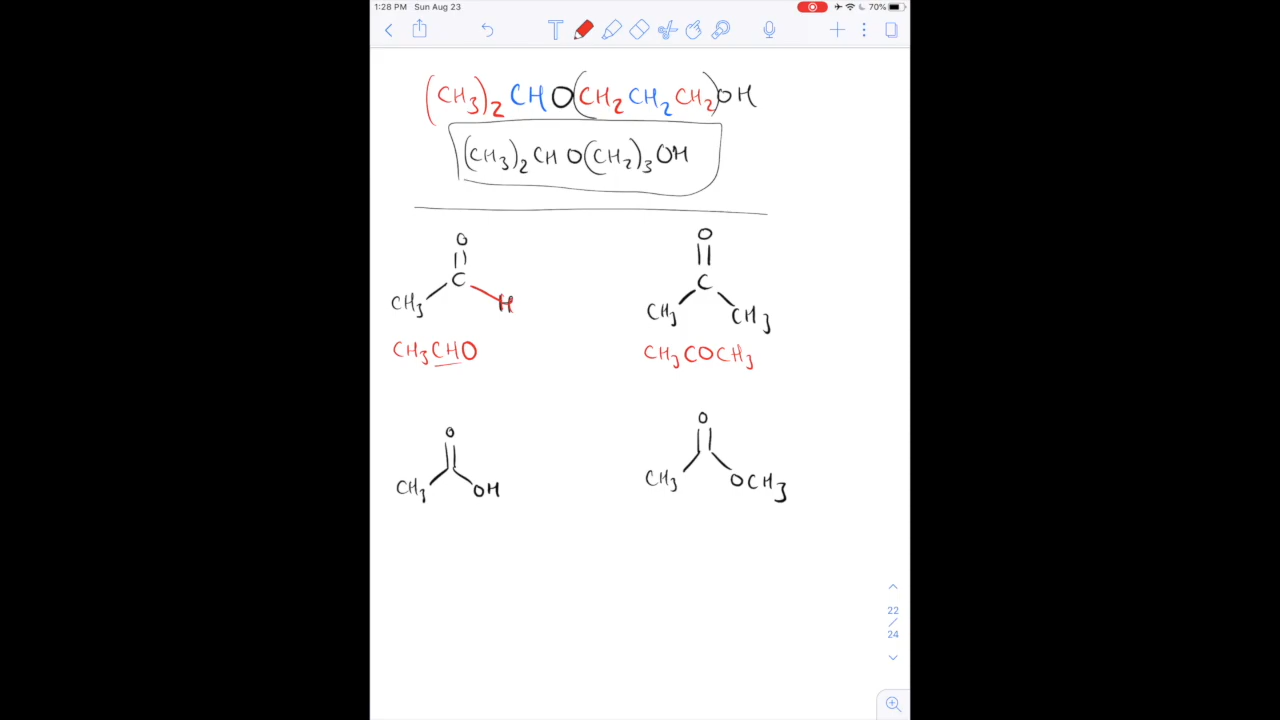 1:28 PM Sun Aug 23
70%
T
(CH₃)₂CHO(CH₂CH₂CH₂)OH
(CH₃)₂CHO(CH₂)₃OH
O O
C C
CH₃ H CH₃ CH₃
CH₃CHO CH₃COCH₃
O O
CH₃ OH CH₃ OCH₃
22
/
24